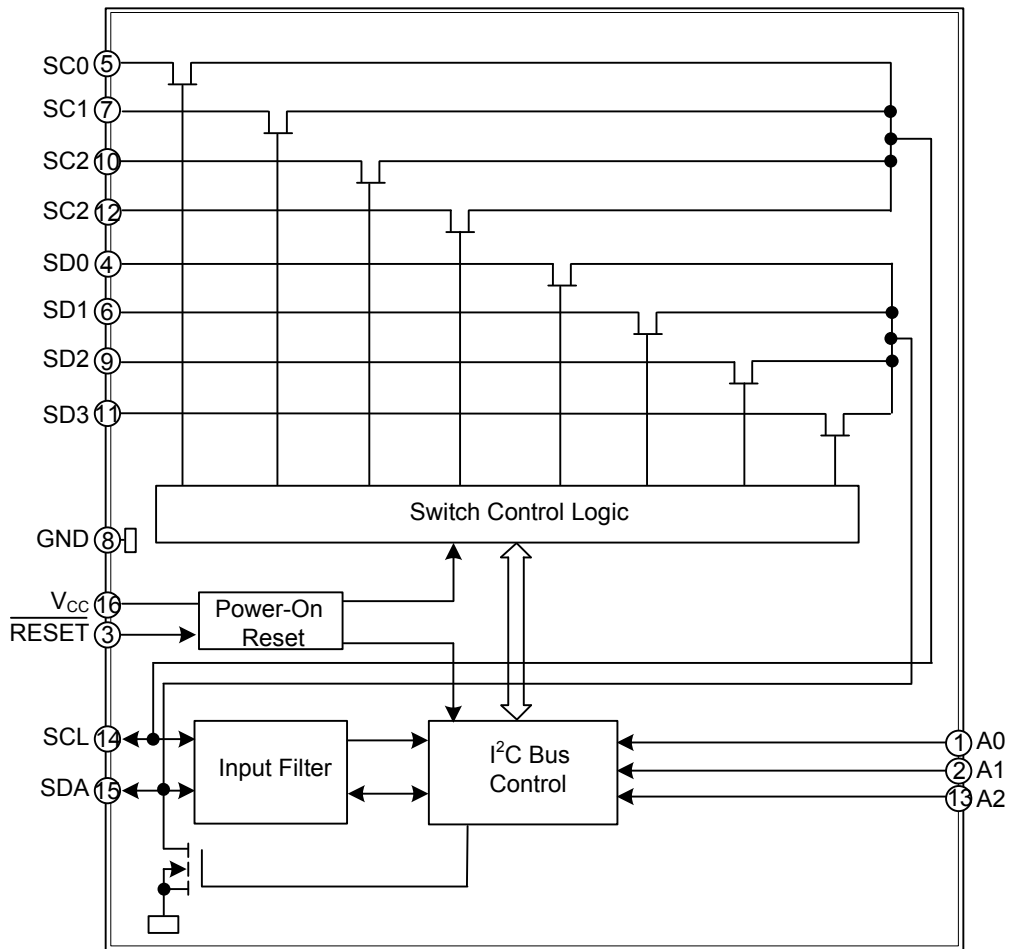 SC0 5
SC1 7
SC2 10
SC2 12
SD0 4
SD1 6
SD2 9
SD3 11
Switch Control Logic
GND 8
VCC 16
RESET 3
Power-On
Reset
SCL 14
SDA 15
Input Filter
I²C Bus
Control
1 A0
2 A1
13 A2